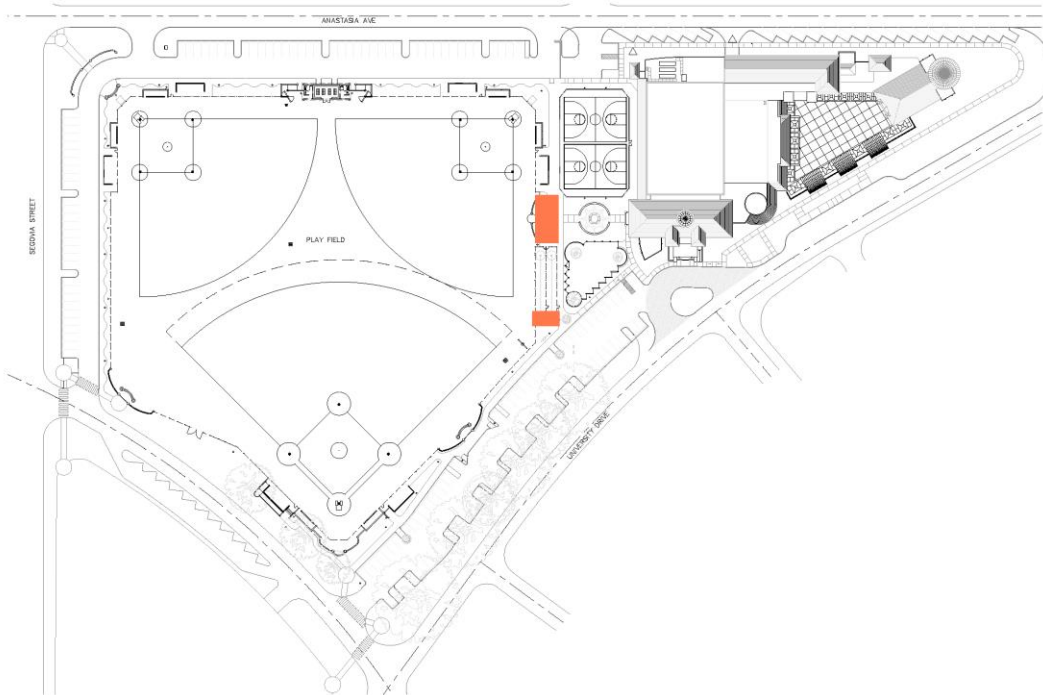 ANASTASIA AVE
SEGOVIA STREET
PLAY FIELD
UNIVERSITY DRIVE